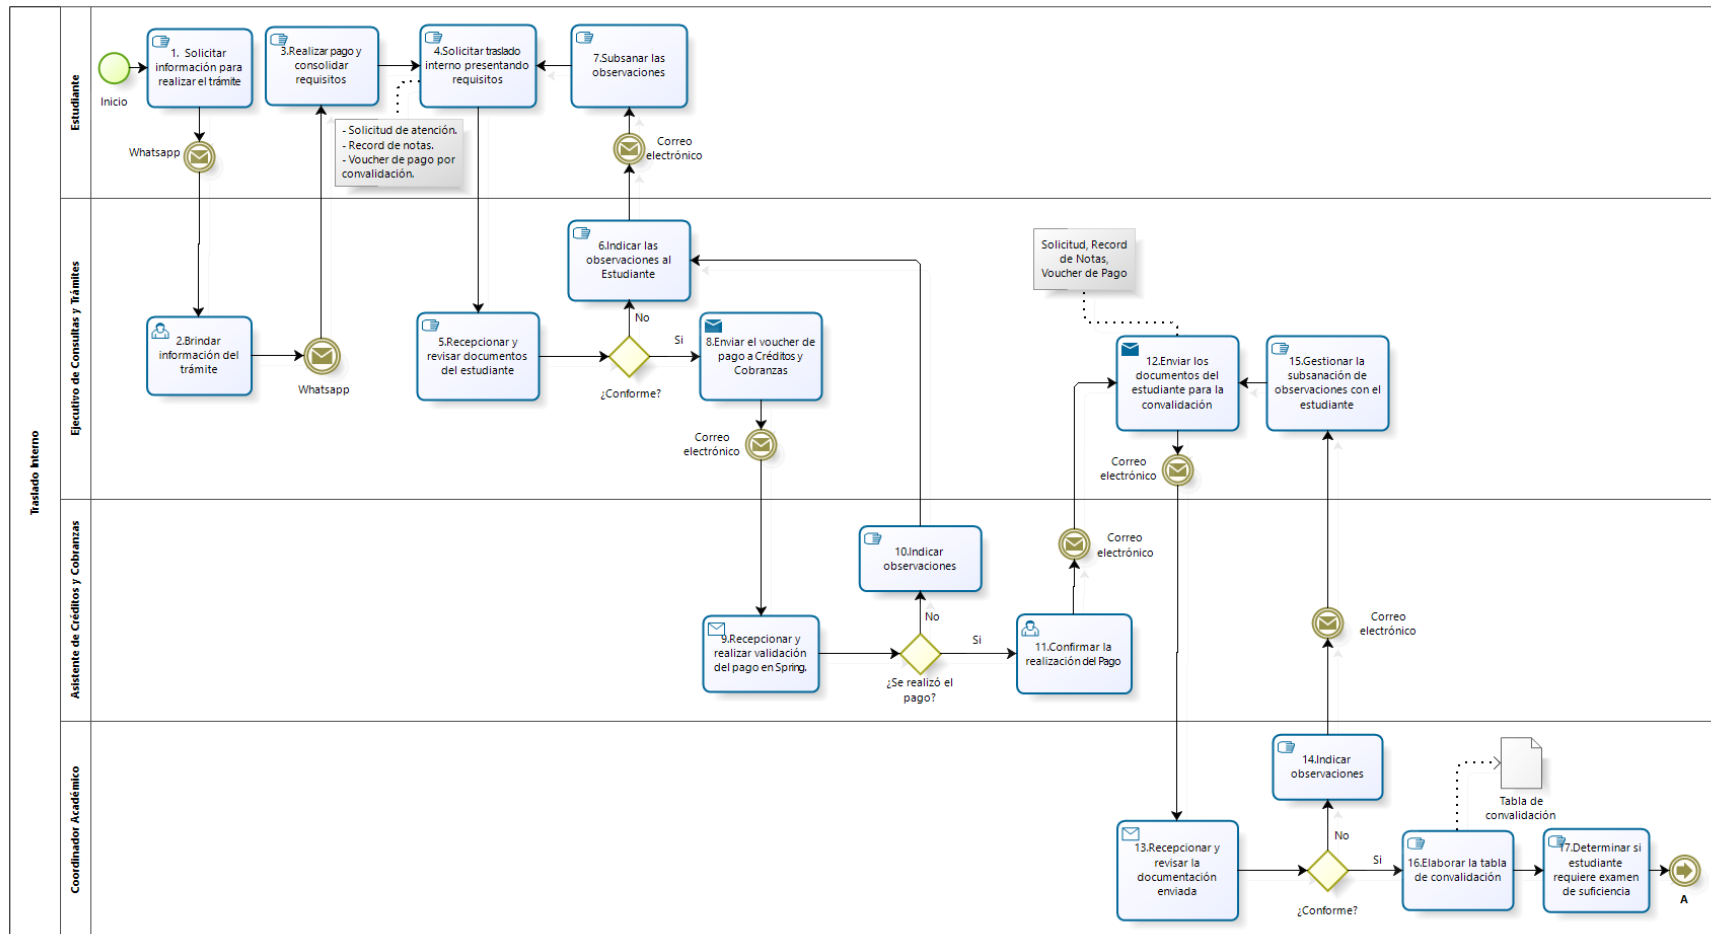 Traslado Interno
Estudiante
Inicio
1. Solicitar
información para
realizar el trámite
Whatsapp
3.Realizar pago y
consolidar
requisitos
4.Solicitar traslado
interno presentando
requisitos
- Solicitud de atención.
- Record de notas.
- Voucher de pago por
convalidación.
7.Subsanar las
observaciones
Correo
electrónico
Ejecutivo de Consultas y Trámites
2.Brindar
información del
trámite
Whatsapp
5.Recepcionar y
revisar documentos
del estudiante
6.Indicar las
observaciones al
Estudiante
No
Si
¿Conforme?
8.Enviar el voucher de
pago a Créditos y
Cobranzas
Correo
electrónico
Solicitud, Record
de Notas,
Voucher de Pago
12.Enviar los
documentos del
estudiante para la
convalidación
Correo
electrónico
15.Gestionar la
subsanación de
observaciones con el
estudiante
Asistente de Créditos y Cobranzas
9.Recepcionar y
realizar validación
del pago en Spring.
10.Indicar
observaciones
No
Si
¿Se realizó el
pago?
11.Confirmar la
realización del Pago
Correo
electrónico
Correo
electrónico
Coordinador Académico
13.Recepcionar y
revisar la
documentación
enviada
14.Indicar
observaciones
No
Si
¿Conforme?
Tabla de
convalidación
16.Elaborar la tabla
de convalidación
17.Determinar si
estudiante
requiere examen
de suficiencia
A